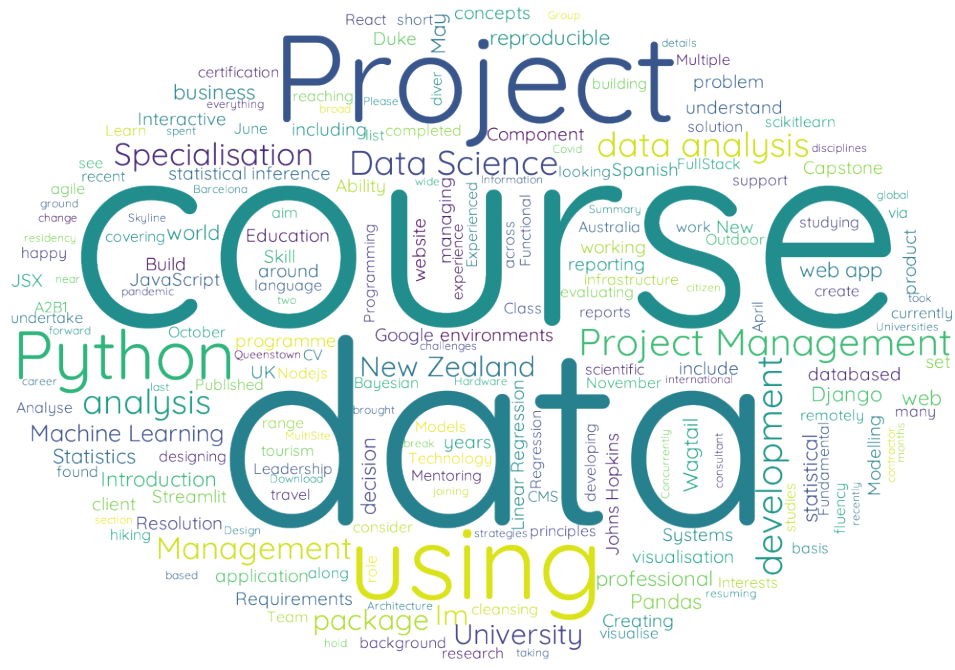 Group
React short concepts
Duke May reproducible details
Project
certification diver Multiple
business reaching Please building problem
everything broad
Interactive June including list completed Component understand
Learn spent solution scikitlearn
Specialisation Data Science Covid data analysis disciplines
see statistical inference looking Spanish FullStack Capstone
recent Barcelona Ability wide Information support
agile aim managing Experienced Summary work New global
ground Skyline Functional Australia Outdoor studying via
change covering world Education website experience across working
residency Skill reporting web app product
happy near Build around Programming infrastructure
JSX JavaScript language evaluating citizen create
A2B1 pandemic two Class reports April took currently
course
undertake October Google environments Universities
forward programme challenges Project Management
Python Queenstown CV New Zealand scientific include set
career last UK Nodejs Bayesian Hardware November international databased
Published Django web
Analyse analysis range brought Models remotely many
Machine Learning MultiSite break years Linear Regression development
Statistics designing tourism decision Technology Regression developing Concurrently Wagtail consultant statistical Fundamental Modelling contractor months
found Leadership Mentoring Johns Hopkins
Introduction Download joining CMS
client Streamlit travel studies fluency recently
data
section Resolution Design consider strategies principles Systems
hiking Management using visualisation basis
based application along role professional Interests
Requirements Architecture cleansing Pandas resuming
Team package Im Creating
hold background University visualise
research taking